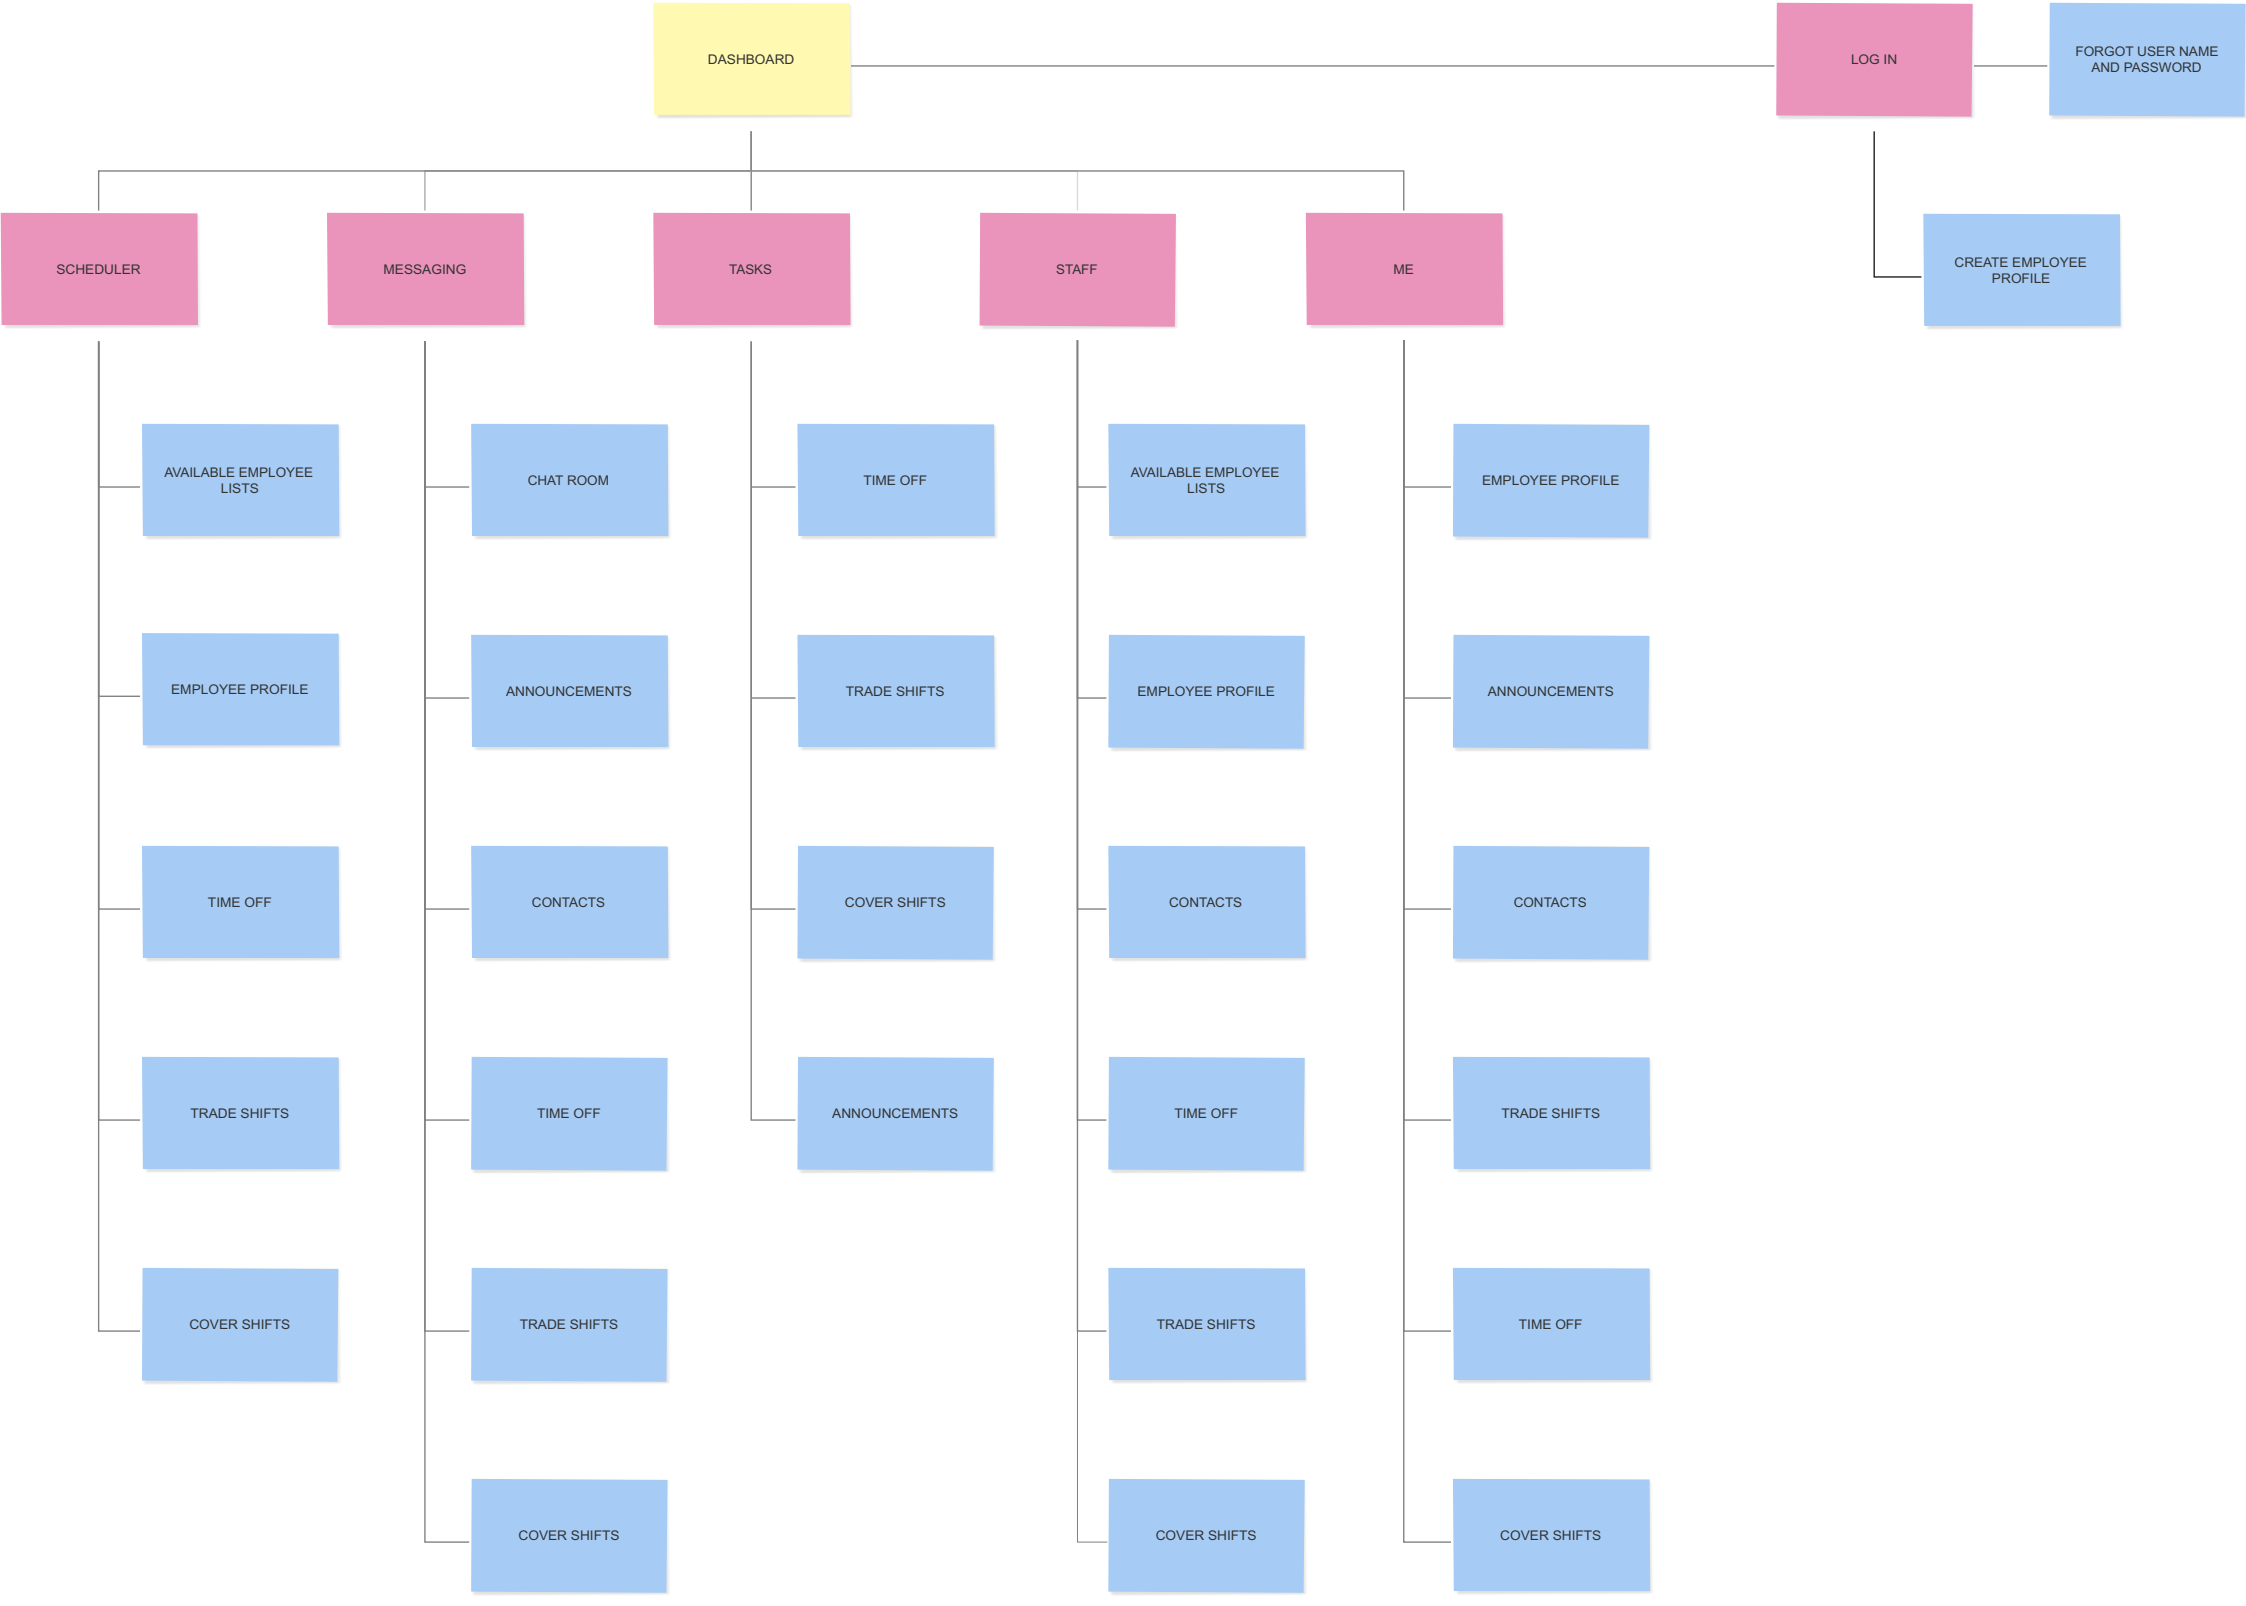 DASHBOARD
LOG IN
FORGOT USER NAME
AND PASSWORD
SCHEDULER
MESSAGING
TASKS
STAFF
ME
CREATE EMPLOYEE
PROFILE
AVAILABLE EMPLOYEE
LISTS
CHAT ROOM
TIME OFF
AVAILABLE EMPLOYEE
LISTS
EMPLOYEE PROFILE
EMPLOYEE PROFILE
ANNOUNCEMENTS
TRADE SHIFTS
EMPLOYEE PROFILE
ANNOUNCEMENTS
TIME OFF
CONTACTS
COVER SHIFTS
CONTACTS
CONTACTS
TRADE SHIFTS
TIME OFF
ANNOUNCEMENTS
TIME OFF
TRADE SHIFTS
COVER SHIFTS
TRADE SHIFTS
TRADE SHIFTS
TIME OFF
COVER SHIFTS
COVER SHIFTS
COVER SHIFTS